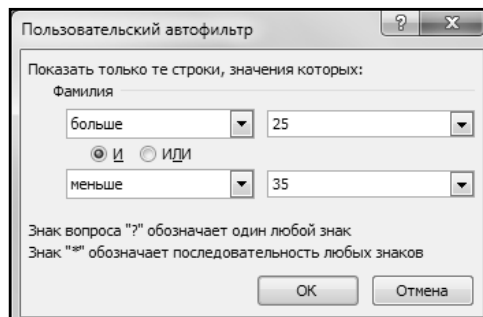 Пользовательский автофильтр
? X
Показать только те строки, значения которых:
Фамилия
больше 25
И ИЛИ
меньше 35
Знак вопроса "?" обозначает один любой знак
Знак "*" обозначает последовательность любых знаков
ОК Отмена